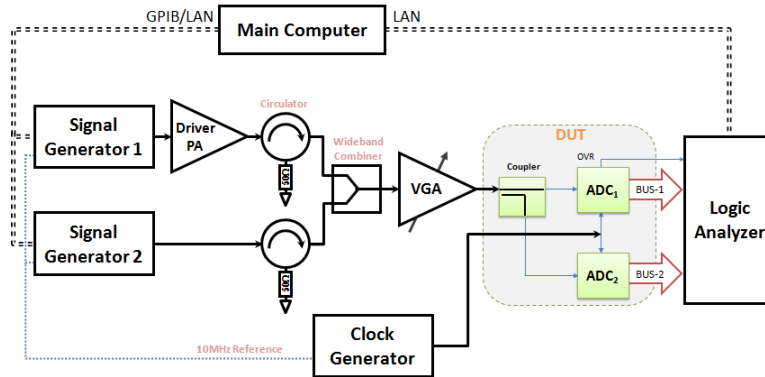 GPIB/LAN
Main Computer
LAN
Signal
Generator 1
Driver
PA
Circulator
50Ω
Wideband
Combiner
VGA
DUT
Coupler
OVR
ADC1
BUS-1
Logic
Analyzer
Signal
Generator 2
50Ω
ADC2
BUS-2
10MHz Reference
Clock
Generator